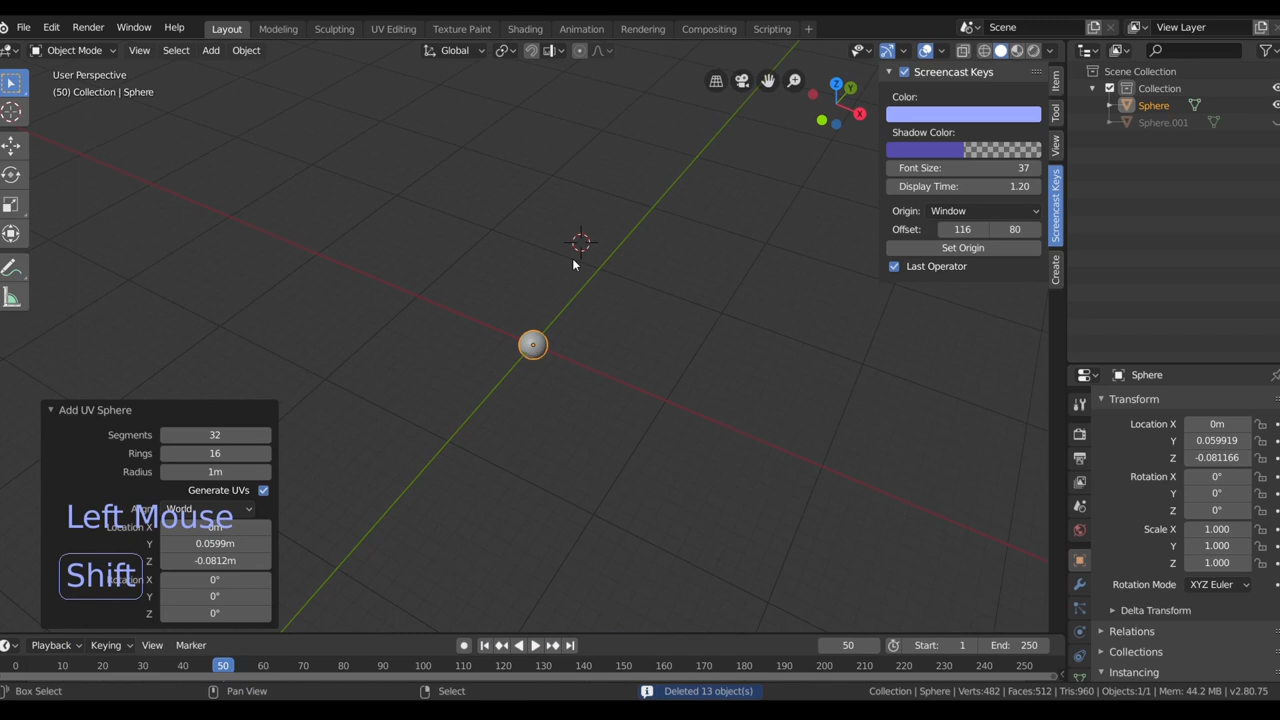 File Edit Render Window Help Layout Modeling Sculpting UV Editing Texture Paint Shading Animation Rendering Compositing Scripting + Scene View Layer
Object Mode View Select Add Object Global
User Perspective
(50) Collection | Sphere
Screencast Keys
Color:
Shadow Color:
Font Size: 37
Display Time: 1.20
Origin: Window
Offset: 116 80
Set Origin
Last Operator
Item
Tool
View
Screencast Keys
Create
Z
Y
X
Scene Collection
Collection
Sphere
Sphere.001
Sphere
Transform
Location X 0m
Y 0.059919
Z -0.081166
Rotation X 0°
Y 0°
Z 0°
Scale X 1.000
Y 1.000
Z 1.000
Rotation Mode XYZ Euler
Delta Transform
Relations
Collections
Instancing
Add UV Sphere
Segments 32
Rings 16
Radius 1m
Generate UVs
Align World
Left Mouse
Location X 0m
Y 0.0599m
Z -0.0812m
Shift
Rotation X 0°
Y 0°
Z 0°
Playback Keying View Marker 50 Start: 1 End: 250
0 10 20 30 40 50 60 70 80 90 100 110 120 130 140 150 160 170 180 190 200 210 220 230 240 250
Box Select Pan View Select Deleted 13 object(s) Collection | Sphere | Verts:482 | Faces:512 | Tris:960 | Objects:1/1 | Mem: 44.2 MB | v2.80.75